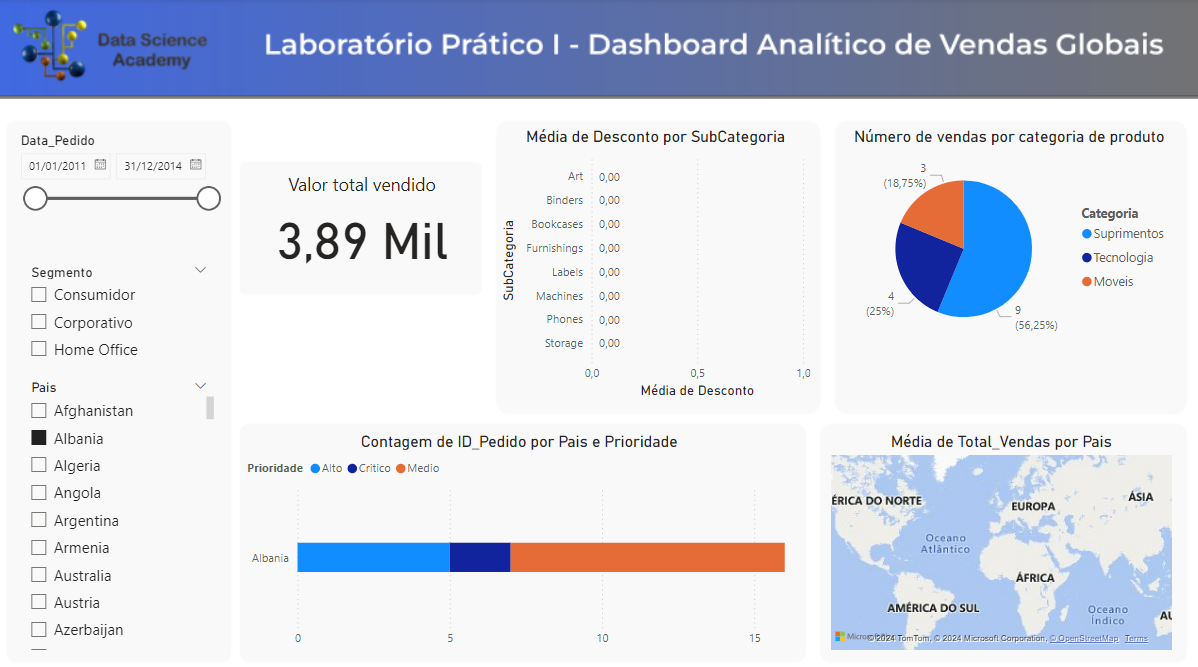 Data Science
Academy
Laboratório Prático I - Dashboard Analítico de Vendas Globais
Data_Pedido
01/01/2011
31/12/2014
Segmento
Consumidor
Corporativo
Home Office
Pais
Afghanistan
Albania
Algeria
Angola
Argentina
Armenia
Australia
Austria
Azerbaijan
Valor total vendido
3,89 Mil
Média de Desconto por SubCategoria
SubCategoria
Art 0,00
Binders 0,00
Bookcases 0,00
Furnishings 0,00
Labels 0,00
Machines 0,00
Phones 0,00
Storage 0,00
0,0 0,5 1,0
Média de Desconto
Número de vendas por categoria de produto
3
(18,75%)
4
(25%)
9
(56,25%)
Categoria
Suprimentos
Tecnologia
Moveis
Contagem de ID_Pedido por Pais e Prioridade
Prioridade Alto Crítico Medio
Albania
0 5 10 15
Média de Total_Vendas por Pais
ÉRICA DO NORTE
EUROPA
ÁSIA
Oceano
Atlântico
ÁFRICA
AMÉRICA DO SUL
Oceano
Índico
AU
© 2024 TomTom, © 2024 Microsoft Corporation, © OpenStreetMap Terms